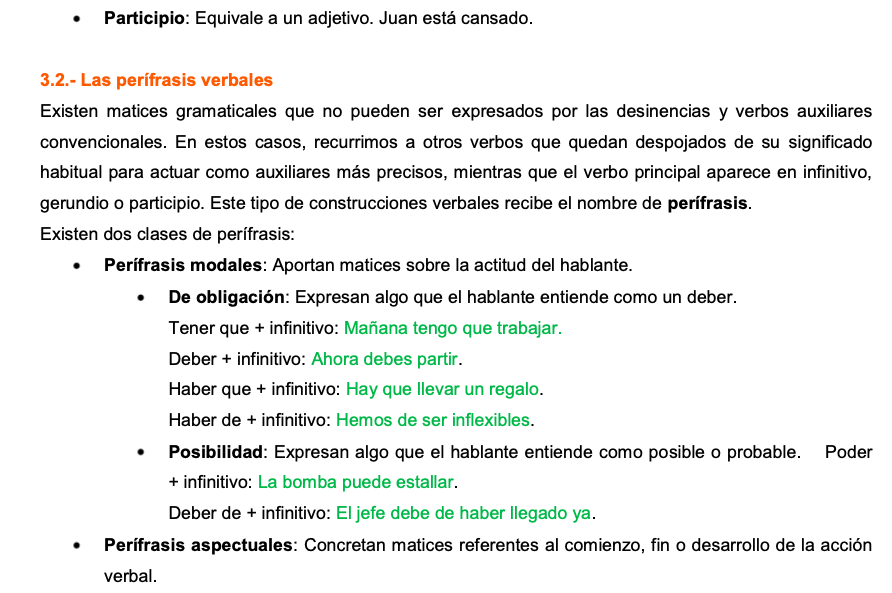 • Participio: Equivale a un adjetivo. Juan está cansado.
3.2.- Las perífrasis verbales
Existen matices gramaticales que no pueden ser expresados por las desinencias y verbos auxiliares
convencionales. En estos casos, recurrimos a otros verbos que quedan despojados de su significado
habitual para actuar como auxiliares más precisos, mientras que el verbo principal aparece en infinitivo,
gerundio o participio. Este tipo de construcciones verbales recibe el nombre de perífrasis.
Existen dos clases de perífrasis:
• Perífrasis modales: Aportan matices sobre la actitud del hablante.
• De obligación: Expresan algo que el hablante entiende como un deber.
Tener que + infinitivo: Mañana tengo que trabajar.
Deber + infinitivo: Ahora debes partir.
Haber que + infinitivo: Hay que llevar un regalo.
Haber de + infinitivo: Hemos de ser inflexibles.
• Posibilidad: Expresan algo que el hablante entiende como posible o probable. Poder
+ infinitivo: La bomba puede estallar.
Deber de + infinitivo: El jefe debe de haber llegado ya.
• Perífrasis aspectuales: Concretan matices referentes al comienzo, fin o desarrollo de la acción
verbal.